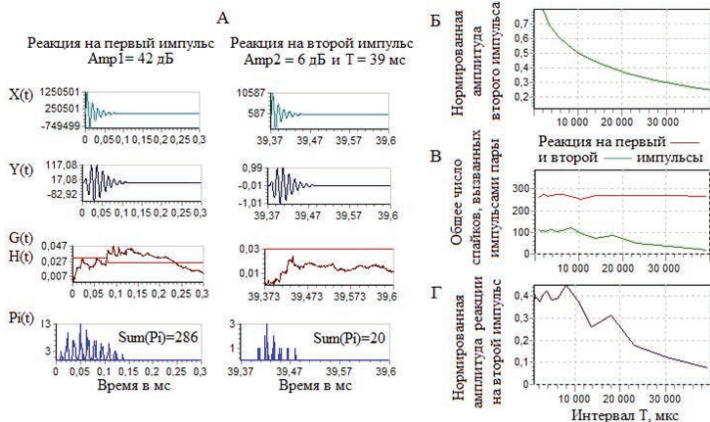 А
Реакция на первый импульс
Amp1= 42 дБ
Реакция на второй импульс
Amp2 = 6 дБ и T = 39 мс
X(t)
1250501
250501
-749499
0 0,05 0,1 0,15 0,2 0,25 0,3
10587
587
39,37 39,47 39,57 39,6
Y(t)
117,08
17,08
-82,92
0 0,05 0,1 0,15 0,2 0,25 0,3
0,99
-0,01
-1,01
39,37 39,47 39,57 39,6
G(t)
H(t)
0,047
0,027
0,007
0 0,05 0,1 0,15 0,2 0,25 0,3
0,03
0,01
0
39,373 39,473 39,573 39,6
Pi(t)
13
3
Sum(Pi)=286
0 0,05 0,1 0,15 0,2 0,25 0,3
Время в мс
3
1
Sum(Pi)=20
39,37 39,47 39,57 39,6
Время в мс
Б
Нормированная
амплитуда
второго импульса
0,7
0,6
0,5
0,4
0,3
0,2
10 000 20 000 30 000
Реакция на первый
и второй импульсы
В
Общее число
спайков, вызванных
импульсами пары
300
200
100
0
10 000 20 000 30 000
Г
Нормированная
амплитуда реакции
на второй импульс
0,4
0,3
0,2
0,1
10 000 20 000 30 000
Интервал T, мкс